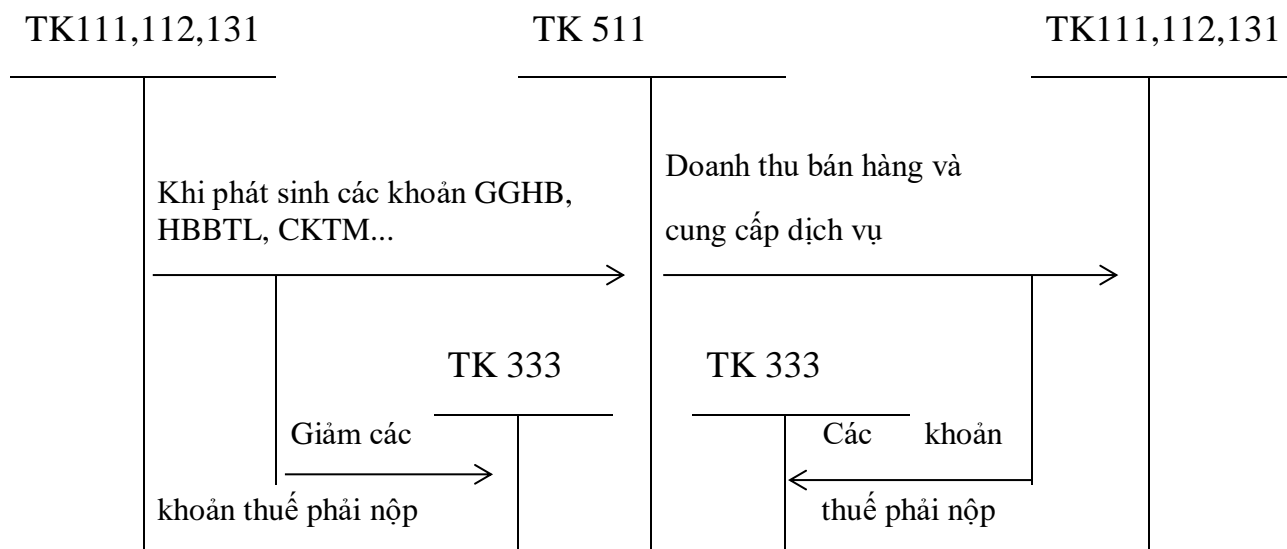 TK111,112,131
TK 511
TK111,112,131
Khi phát sinh các khoản GGHB,
HBBTL, CKTM...
Doanh thu bán hàng và
cung cấp dịch vụ
TK 333
TK 333
Giảm các
khoản thuế phải nộp
Các khoản
thuế phải nộp